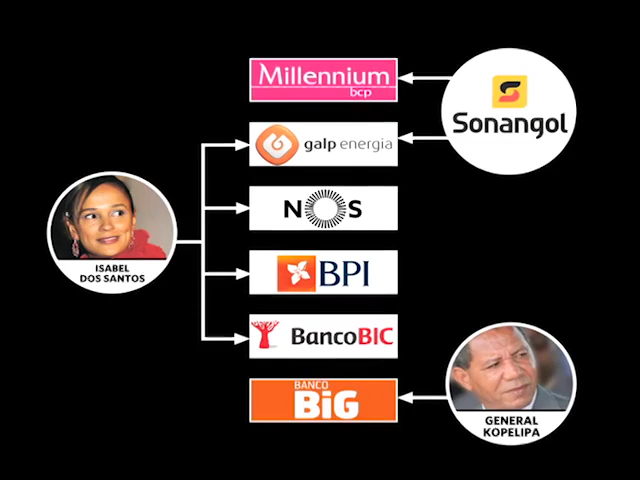 Millennium
bcp
Sonangol
galp energia
NOS
ISABEL
DOS SANTOS
BPI
BancoBIC
BANCO
BiG
GENERAL
KOPELIPA